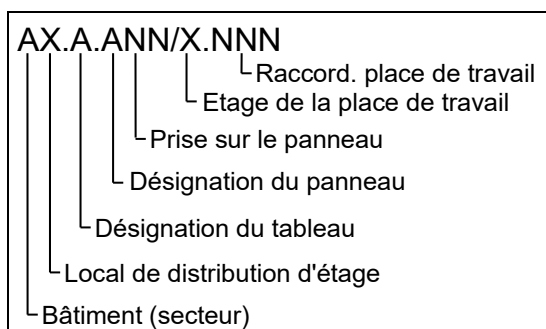 AX.A.ANN/X.NNN
Raccord. place de travail
Etage de la place de travail
Prise sur le panneau
Désignation du panneau
Désignation du tableau
Local de distribution d'étage
Bâtiment (secteur)